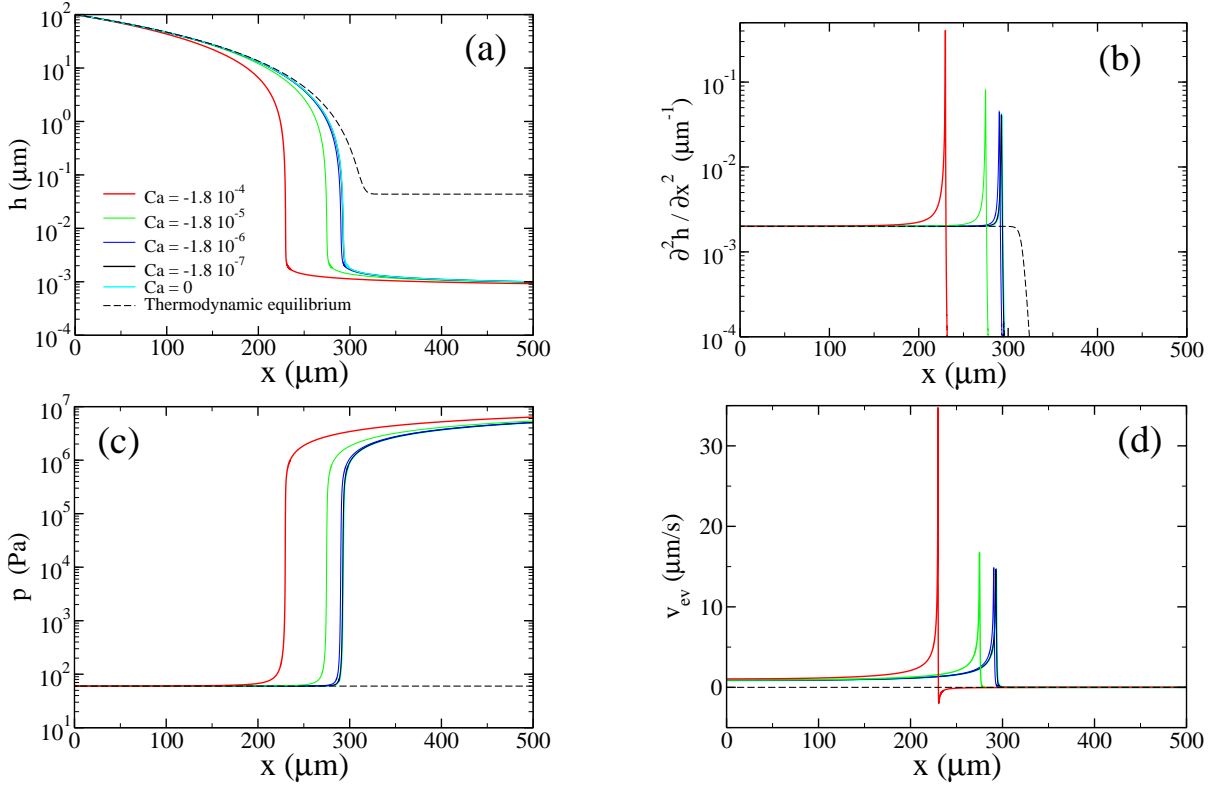 (a)
10^2
10^1
10^0
10^-1
10^-2
10^-3
10^-4
h (μm)
Ca = -1.8 10^-4
Ca = -1.8 10^-5
Ca = -1.8 10^-6
Ca = -1.8 10^-7
Ca = 0
Thermodynamic equilibrium
0 100 200 300 400 500
x (μm)
(b)
10^-1
10^-2
10^-3
10^-4
∂^2h / ∂x^2 (μm^-1)
0 100 200 300 400 500
x (μm)
(c)
10^7
10^6
10^5
10^4
10^3
10^2
10^1
p (Pa)
0 100 200 300 400 500
x (μm)
(d)
30
20
10
0
v_ev (μm/s)
0 100 200 300 400 500
x (μm)